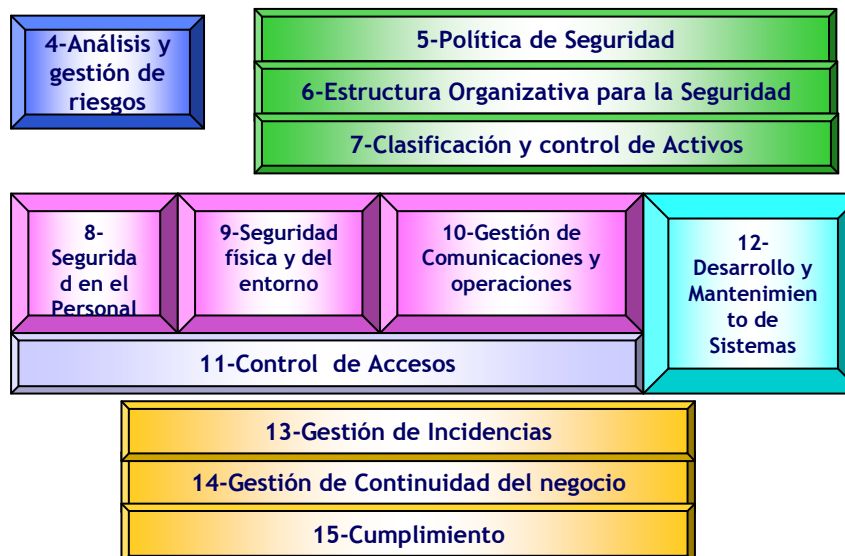 4-Análisis y
gestión de
riesgos
5-Política de Seguridad
6-Estructura Organizativa para la Seguridad
7-Clasificación y control de Activos
8-
Segurida
d en el
Personal
9-Seguridad
física y del
entorno
10-Gestión de
Comunicaciones y
operaciones
12-
Desarrollo y
Mantenimien
to de
Sistemas
11-Control de Accesos
13-Gestión de Incidencias
14-Gestión de Continuidad del negocio
15-Cumplimiento